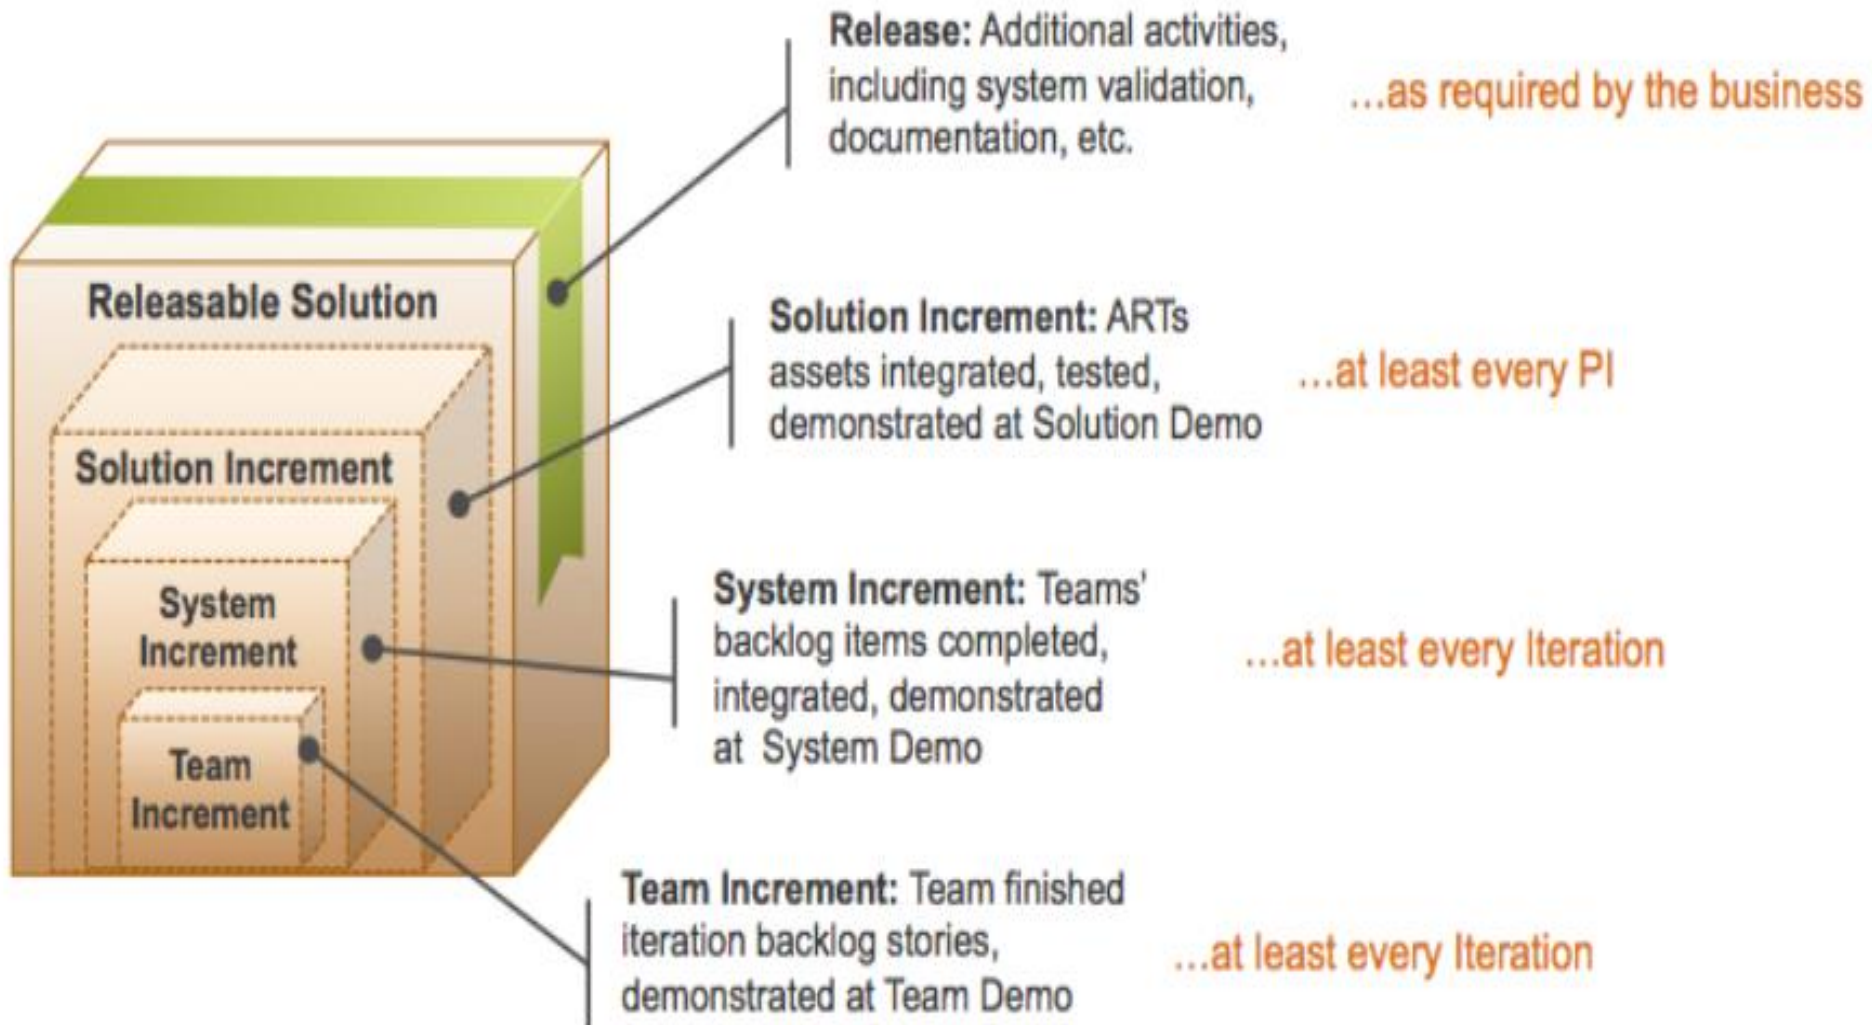 Release: Additional activities,
including system validation,
documentation, etc.
...as required by the business
Releasable Solution
Solution Increment: ARTs
assets integrated, tested,
demonstrated at Solution Demo
...at least every PI
Solution Increment
System Increment: Teams'
backlog items completed,
integrated, demonstrated
at System Demo
...at least every Iteration
System
Increment
Team
Increment
Team Increment: Team finished
iteration backlog stories,
demonstrated at Team Demo
...at least every Iteration